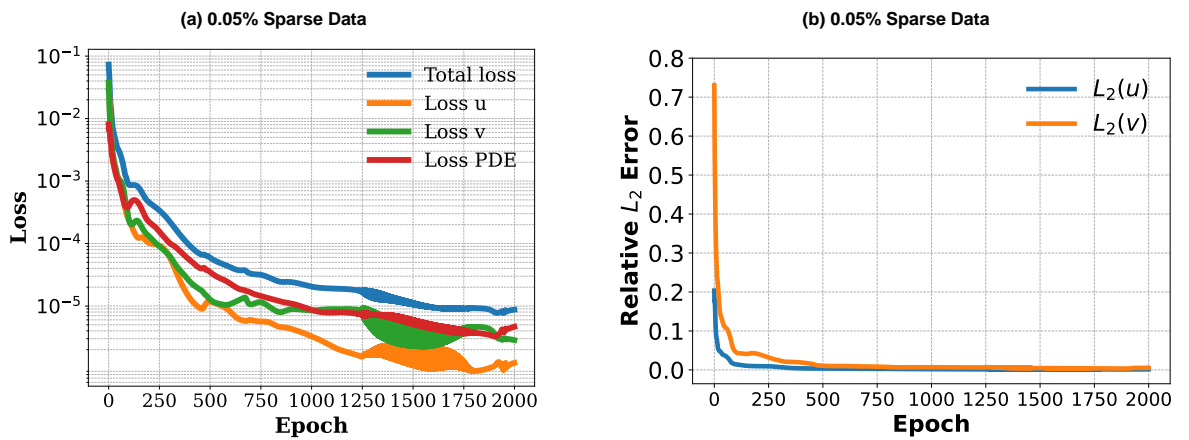 (a) 0.05% Sparse Data
Loss
10⁻¹
10⁻²
10⁻³
10⁻⁴
10⁻⁵
Total loss
Loss u
Loss v
Loss PDE
0 250 500 750 1000 1250 1500 1750 2000
Epoch
(b) 0.05% Sparse Data
Relative L₂ Error
0.8
0.7
0.6
0.5
0.4
0.3
0.2
0.1
0.0
L₂(u)
L₂(v)
0 250 500 750 1000 1250 1500 1750 2000
Epoch